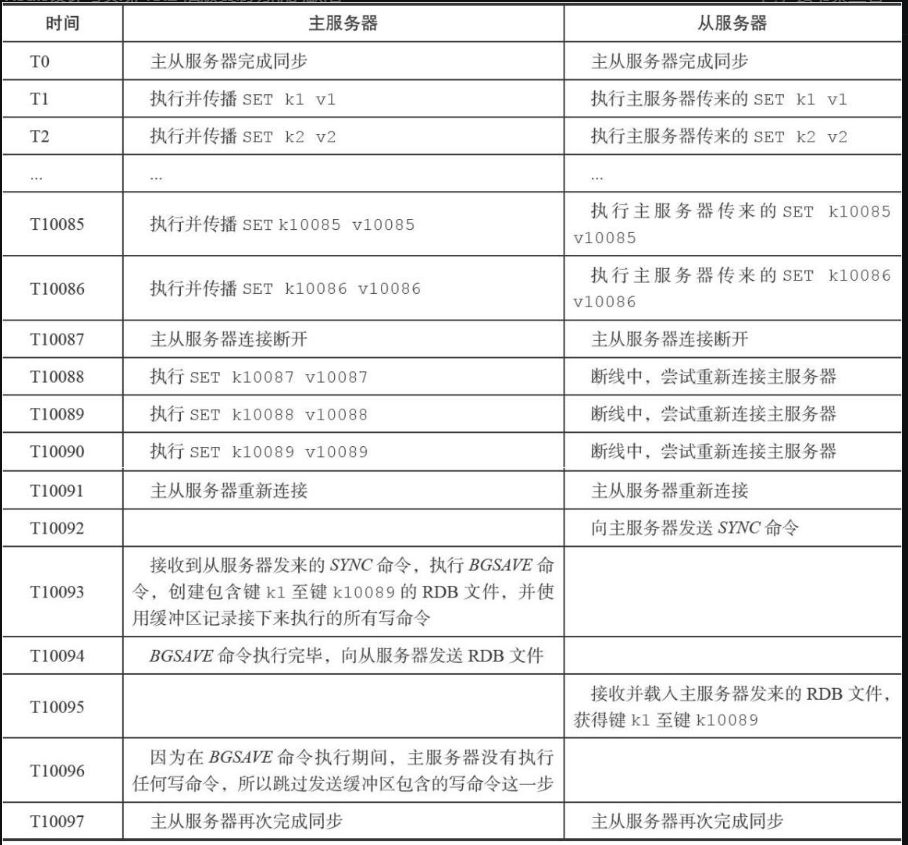 时间 主服务器 从服务器
T0 主从服务器完成同步 主从服务器完成同步
T1 执行并传播 SET k1 v1 执行主服务器传来的 SET k1 v1
T2 执行并传播 SET k2 v2 执行主服务器传来的 SET k2 v2
... ... ...
T10085 执行并传播 SET k10085 v10085 执行主服务器传来的 SET k10085
v10085
T10086 执行并传播 SET k10086 v10086 执行主服务器传来的 SET k10086
v10086
T10087 主从服务器连接断开 主从服务器连接断开
T10088 执行 SET k10087 v10087 断线中，尝试重新连接主服务器
T10089 执行 SET k10088 v10088 断线中，尝试重新连接主服务器
T10090 执行 SET k10089 v10089 断线中，尝试重新连接主服务器
T10091 主从服务器重新连接 主从服务器重新连接
T10092 向主服务器发送 SYNC 命令
T10093 接收到从服务器发来的 SYNC 命令，执行 BGSAVE 命
令，创建包含键 k1 至键 k10089 的 RDB 文件，并使
用缓冲区记录接下来执行的所有写命令
T10094 BGSAVE 命令执行完毕，向从服务器发送 RDB 文件
T10095 接收并载入主服务器发来的 RDB 文件，
获得键 k1 至键 k10089
T10096 因为在 BGSAVE 命令执行期间，主服务器没有执行
任何写命令，所以跳过发送缓冲区包含的写命令这一步
T10097 主从服务器再次完成同步 主从服务器再次完成同步